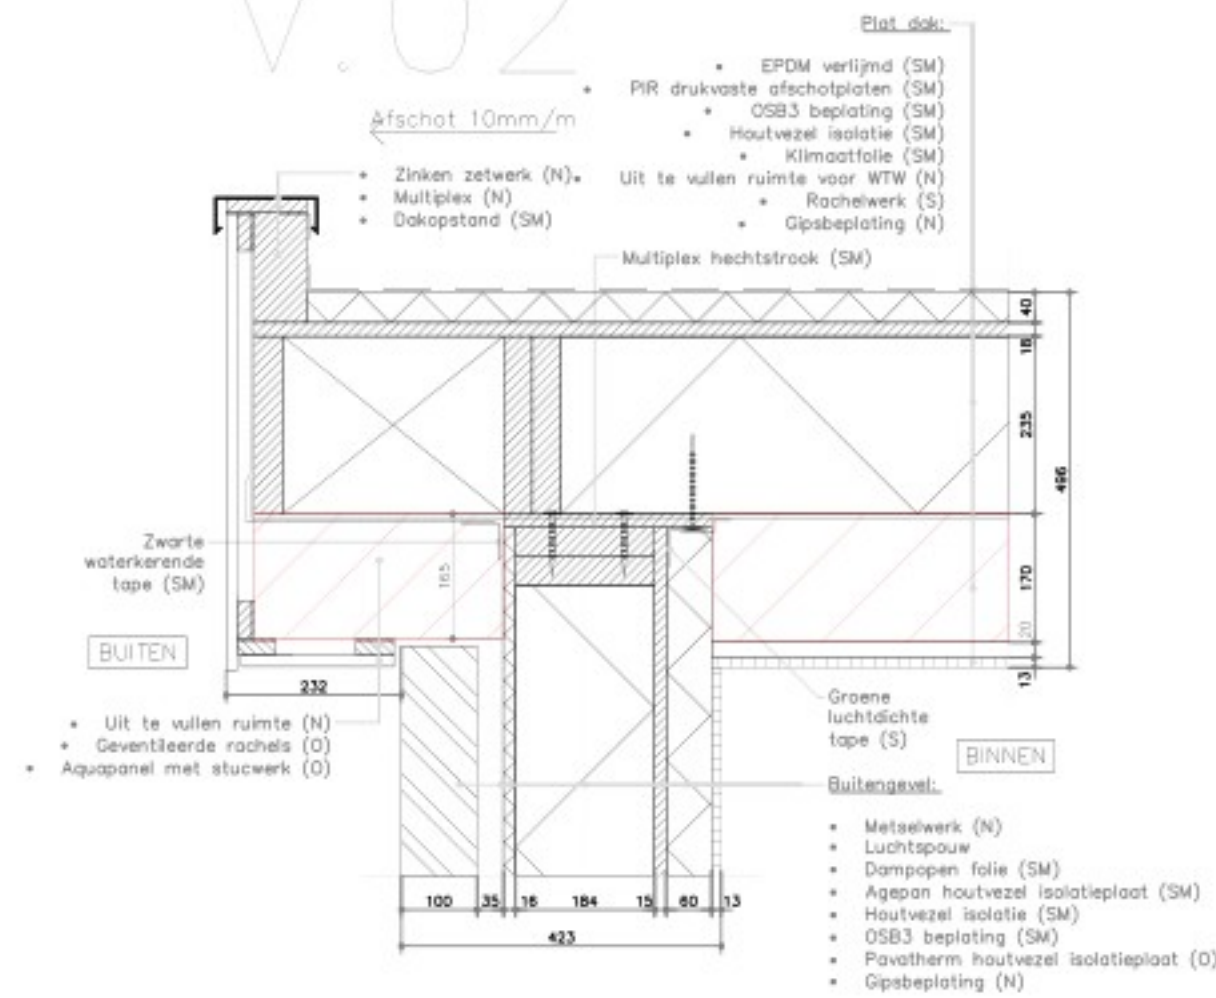 V.02
Plat dak:
• EPDM verlijmd (SM)
• PIR drukvaste afschotplaten (SM)
• OSB3 beplating (SM)
• Houtvezel isolatie (SM)
• Klimaatfolie (SM)
• Uit te vullen ruimte voor WTW (N)
• Rachelwerk (S)
• Gipsbeplating (N)
Afschot 10mm/m
• Zinken zetwerk (N)
• Multiplex (N)
• Dakopstand (SM)
Multiplex hechtstrook (SM)
40
18
235
496
170
20
13
Zwarte
waterkerende
tape (SM)
165
BUITEN
232
• Uit te vullen ruimte (N)
• Geventileerde rachels (O)
• Aquapanel met stucwerk (O)
Groene
luchtdichte
tape (S)
BINNEN
Buitengevel:
• Metselwerk (N)
• Luchtspouw
• Dampopen folie (SM)
• Agepan houtvezel isolatieplaat (SM)
• Houtvezel isolatie (SM)
• OSB3 beplating (SM)
• Pavatherm houtvezel isolatieplaat (O)
• Gipsbeplating (N)
100 35 16 184 15 60 13
423